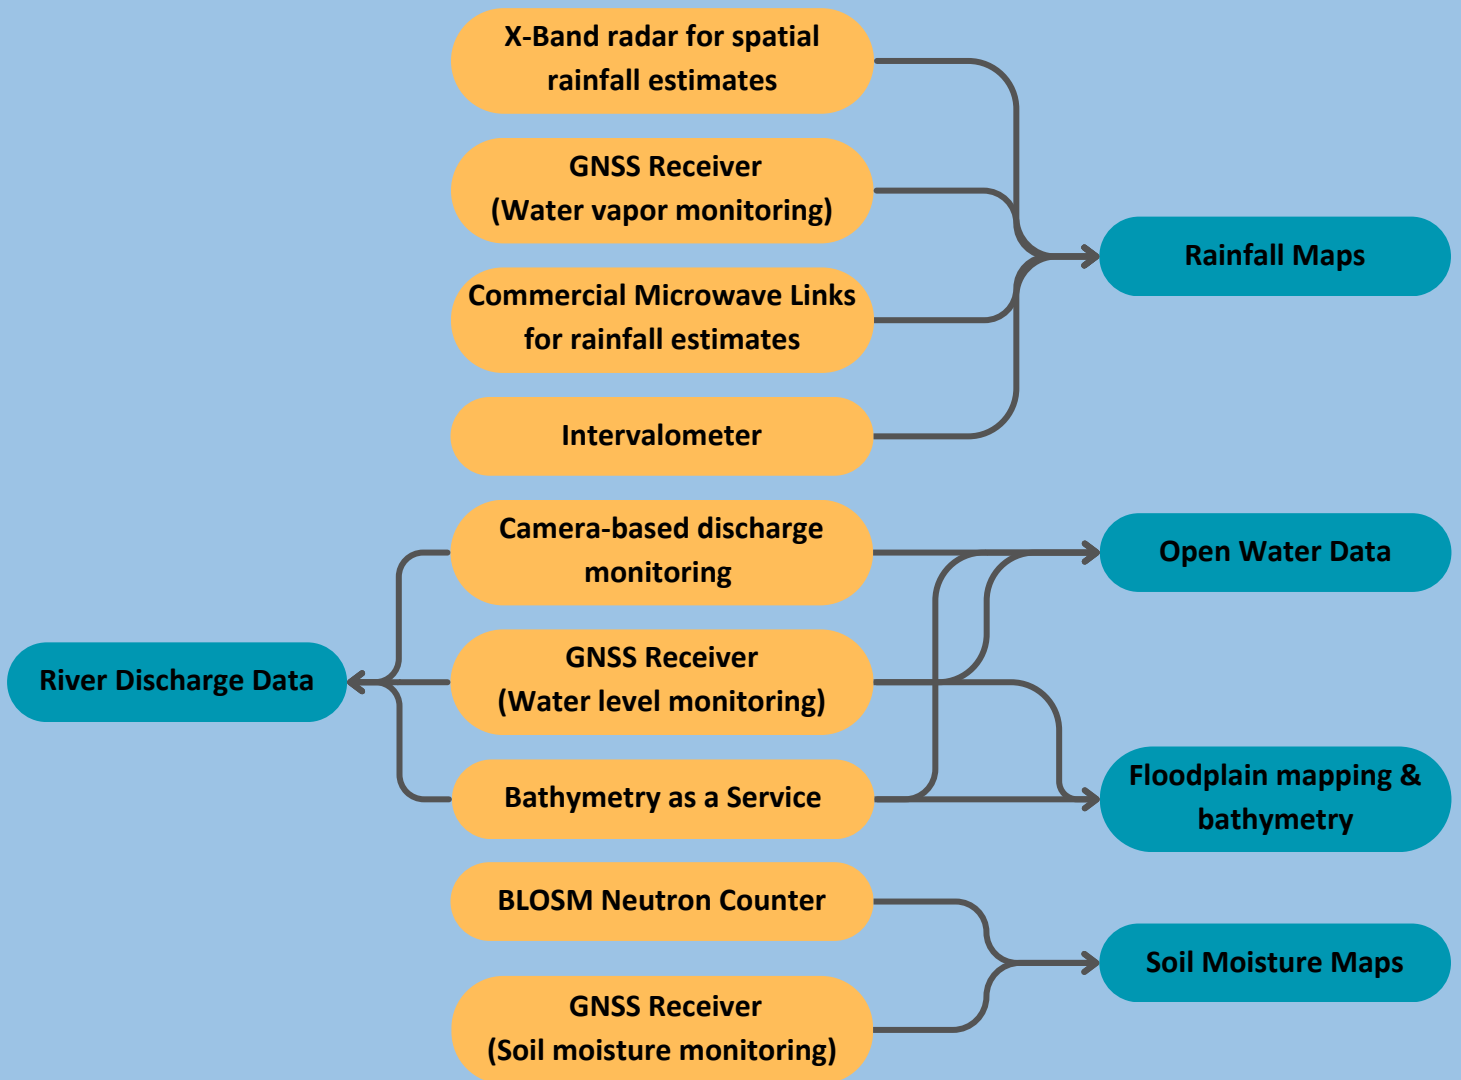 X-Band radar for spatial
rainfall estimates
GNSS Receiver
(Water vapor monitoring)
Rainfall Maps
Commercial Microwave Links
for rainfall estimates
Intervalometer
Camera-based discharge
monitoring
Open Water Data
River Discharge Data
GNSS Receiver
(Water level monitoring)
Bathymetry as a Service
Floodplain mapping &
bathymetry
BLOSM Neutron Counter
Soil Moisture Maps
GNSS Receiver
(Soil moisture monitoring)